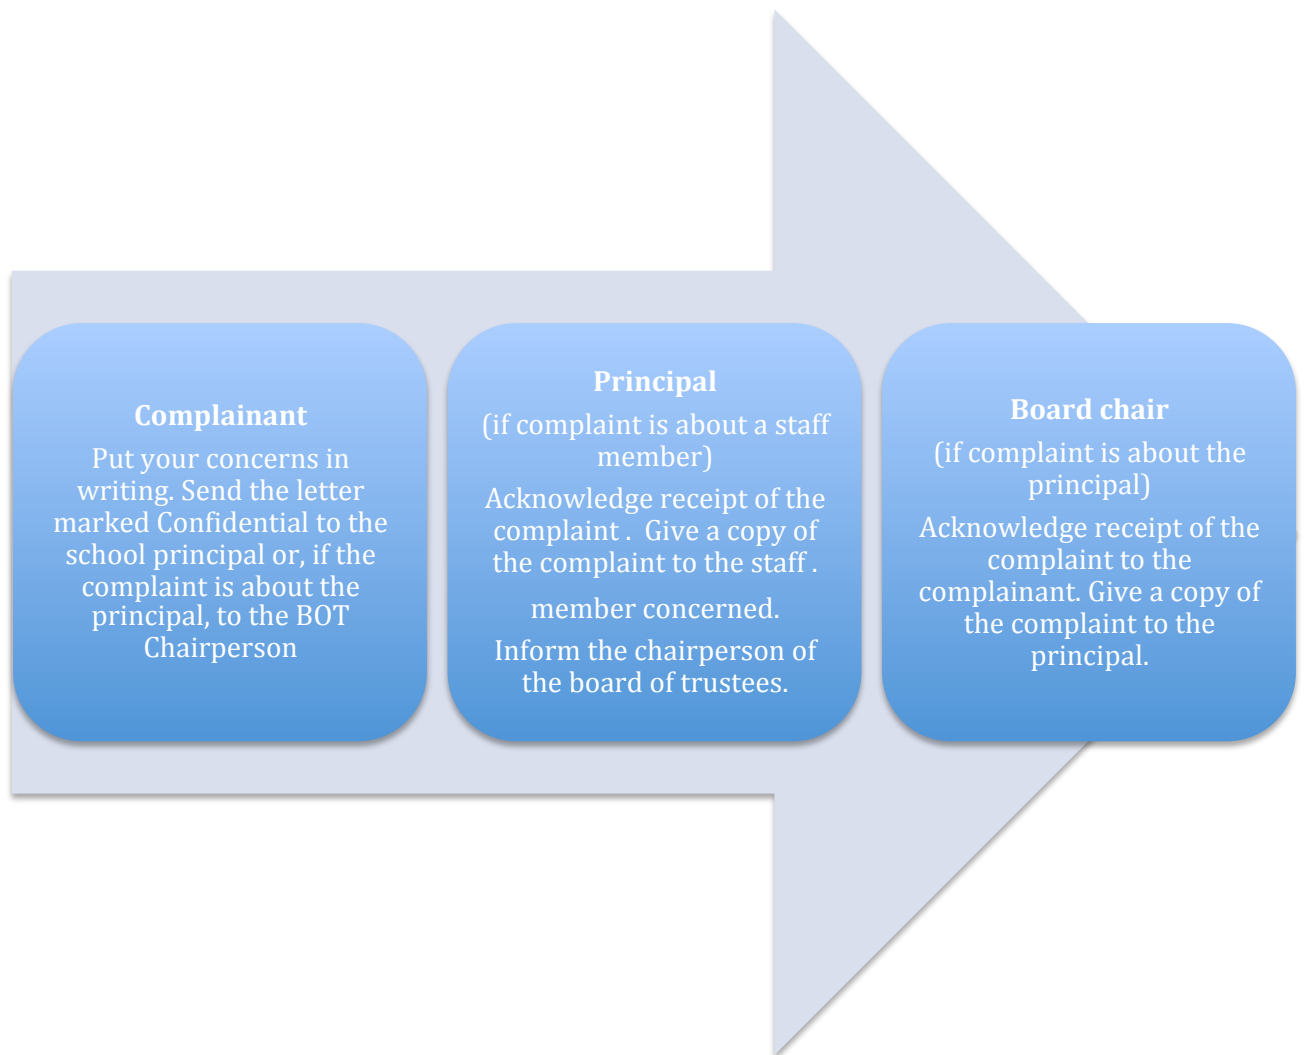 Complainant
Put your concerns in
writing. Send the letter
marked Confidential to the
school principal or, if the
complaint is about the
principal, to the BOT
Chairperson
Principal
(if complaint is about a staff
member)
Acknowledge receipt of the
complaint .  Give a copy of
the complaint to the staff .
member concerned.
Inform the chairperson of
the board of trustees.
Board chair
(if complaint is about the
principal)
Acknowledge receipt of the
complaint to the
complainant. Give a copy of
the complaint to the
principal.